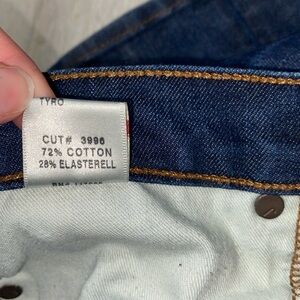 TYRO
CUT# 3996
72% COTTON
28% ELASTERELL